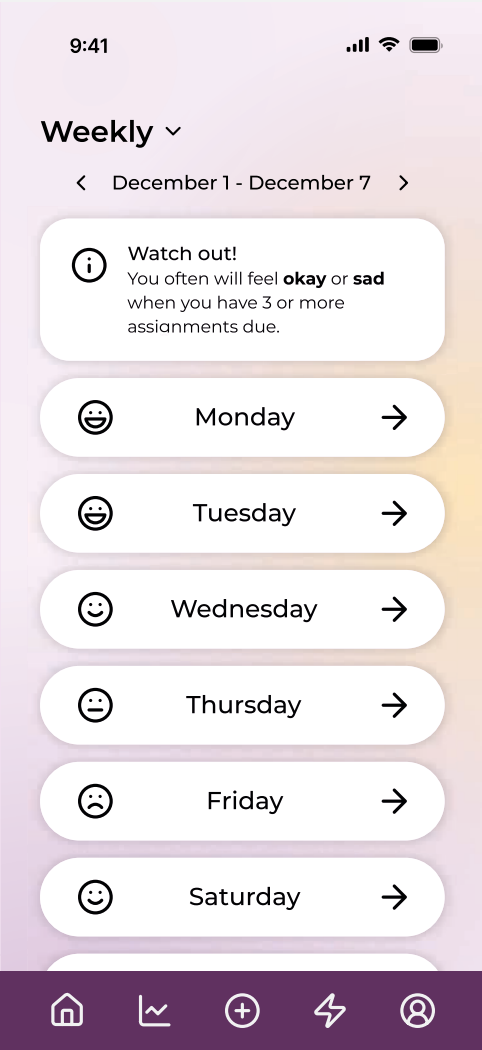 9:41
Weekly
December 1 - December 7
Watch out!
You often will feel okay or sad
when you have 3 or more
assignments due.
Monday
Tuesday
Wednesday
Thursday
Friday
Saturday